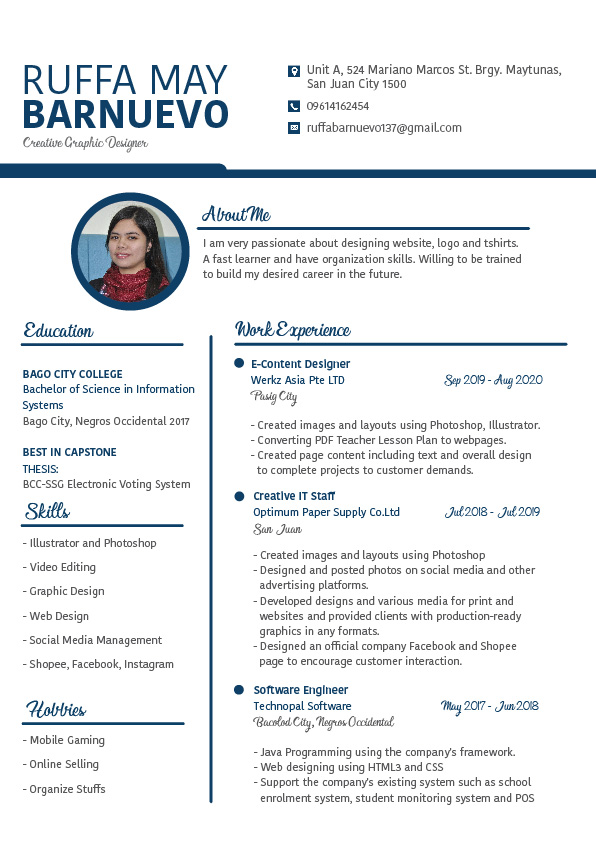 RUFFA MAY
BARNUEVO
Creative Graphic Designer
Unit A, 524 Mariano Marcos St. Brgy. Maytunas,
San Juan City 1500
09614162454
ruffabarnuevo137@gmail.com
About Me
I am very passionate about designing website, logo and tshirts.
A fast learner and have organization skills. Willing to be trained
to build my desired career in the future.
Education
BAGO CITY COLLEGE
Bachelor of Science in Information
Systems
Bago City, Negros Occidental 2017
BEST IN CAPSTONE
THESIS:
BCC-SSG Electronic Voting System
Skills
- Illustrator and Photoshop
- Video Editing
- Graphic Design
- Web Design
- Social Media Management
- Shopee, Facebook, Instagram
Hobbies
- Mobile Gaming
- Online Selling
- Organize Stuffs
Work Experience
E-Content Designer
Werkz Asia Pte LTD
Sep 2019 - Aug 2020
Pasig City
- Created images and layouts using Photoshop, Illustrator.
- Converting PDF Teacher Lesson Plan to webpages.
- Created page content including text and overall design
to complete projects to customer demands.
Creative IT Staff
Optimum Paper Supply Co.Ltd
Jul 2018 - Jul 2019
San Juan
- Created images and layouts using Photoshop
- Designed and posted photos on social media and other
advertising platforms.
- Developed designs and various media for print and
websites and provided clients with production-ready
graphics in any formats.
- Designed an official company Facebook and Shopee
page to encourage customer interaction.
Software Engineer
Technopal Software
May 2017 - Jun 2018
Bacolod City, Negros Occidental
- Java Programming using the company's framework.
- Web designing using HTML3 and CSS
- Support the company's existing system such as school
enrolment system, student monitoring system and POS